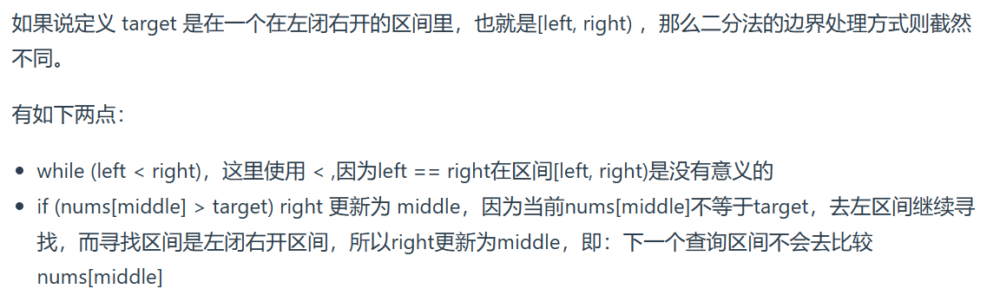 如果说定义 target 是在一个在左闭右开的区间里，也就是[left, right) ，那么二分法的边界处理方式则截然
不同。
有如下两点：
• while (left < right)，这里使用 < ,因为left == right在区间[left, right)是没有意义的
• if (nums[middle] > target) right 更新为 middle，因为当前nums[middle]不等于target，去左区间继续寻
找，而寻找区间是左闭右开区间，所以right更新为middle，即：下一个查询区间不会去比较
nums[middle]